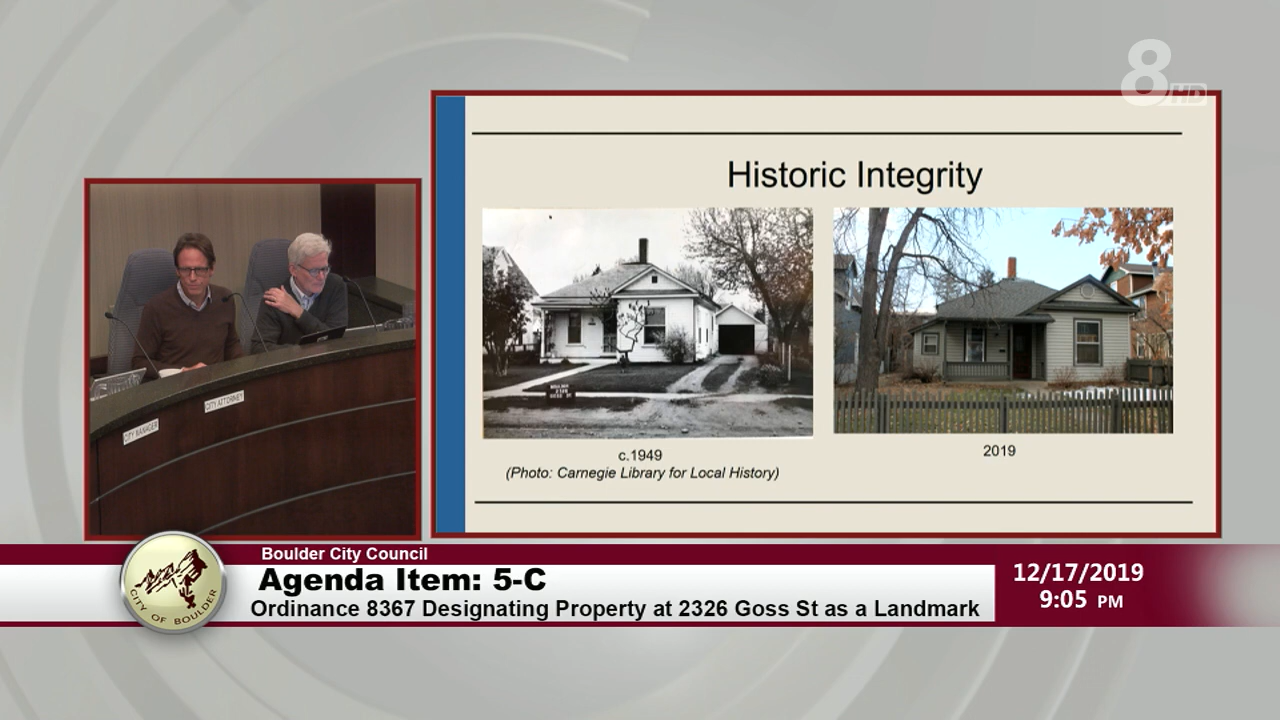 8
HD
Historic Integrity
c.1949
(Photo: Carnegie Library for Local History)
2019
CITY MANAGER
CITY ATTORNEY
Boulder City Council
Agenda Item: 5-C
Ordinance 8367 Designating Property at 2326 Goss St as a Landmark
12/17/2019
9:05 PM
CITY OF BOULDER